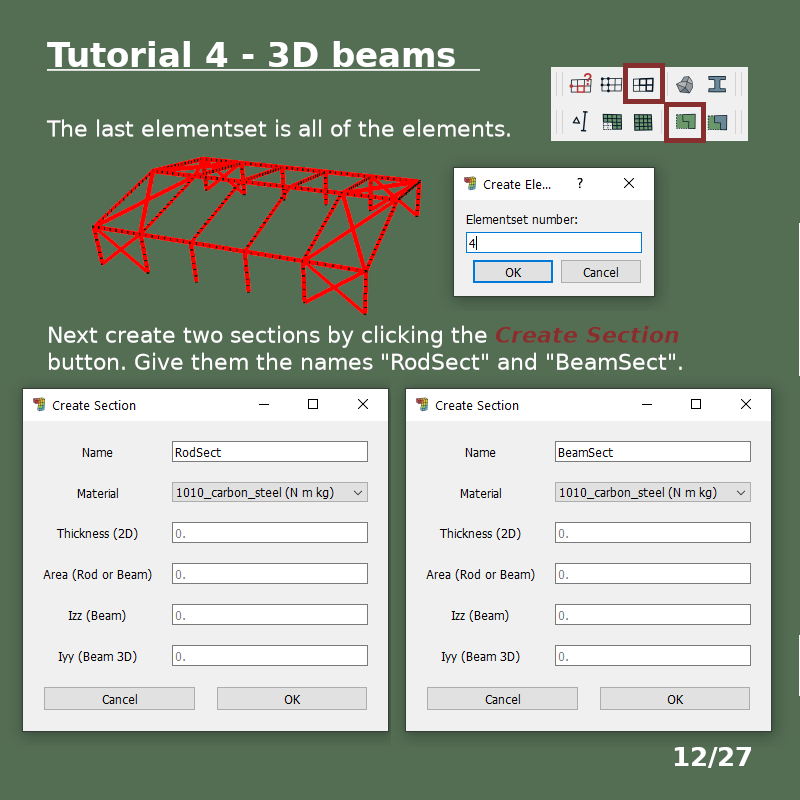 Tutorial 4 - 3D beams
The last elementset is all of the elements.
Create Ele... ?
Elementset number:
4
OK Cancel
Next create two sections by clicking the Create Section
button. Give them the names "RodSect" and "BeamSect".
Create Section
Name RodSect
Material 1010_carbon_steel (N m kg)
Thickness (2D) 0.
Area (Rod or Beam) 0.
Izz (Beam) 0.
Iyy (Beam 3D) 0.
Cancel OK
Create Section
Name BeamSect
Material 1010_carbon_steel (N m kg)
Thickness (2D) 0.
Area (Rod or Beam) 0.
Izz (Beam) 0.
Iyy (Beam 3D) 0.
Cancel OK
12/27